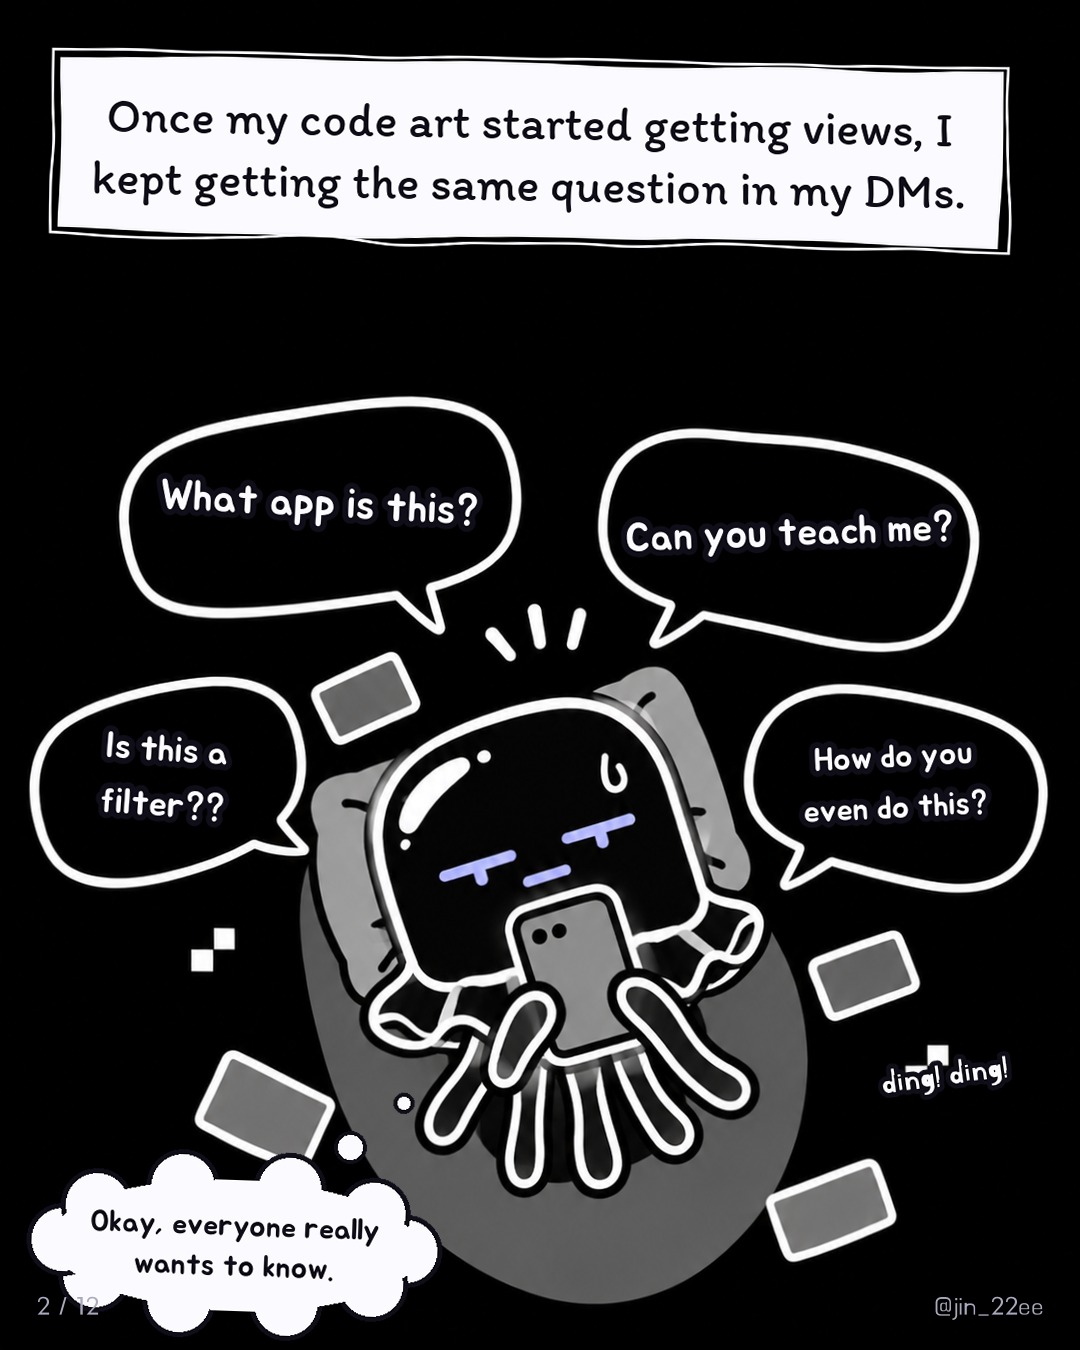 Once my code art started getting views, I
kept getting the same question in my DMs.
What app is this?
Can you teach me?
Is this a
filter??
How do you
even do this?
ding! ding!
Okay, everyone really
wants to know.
2 / 12
@jin_22ee